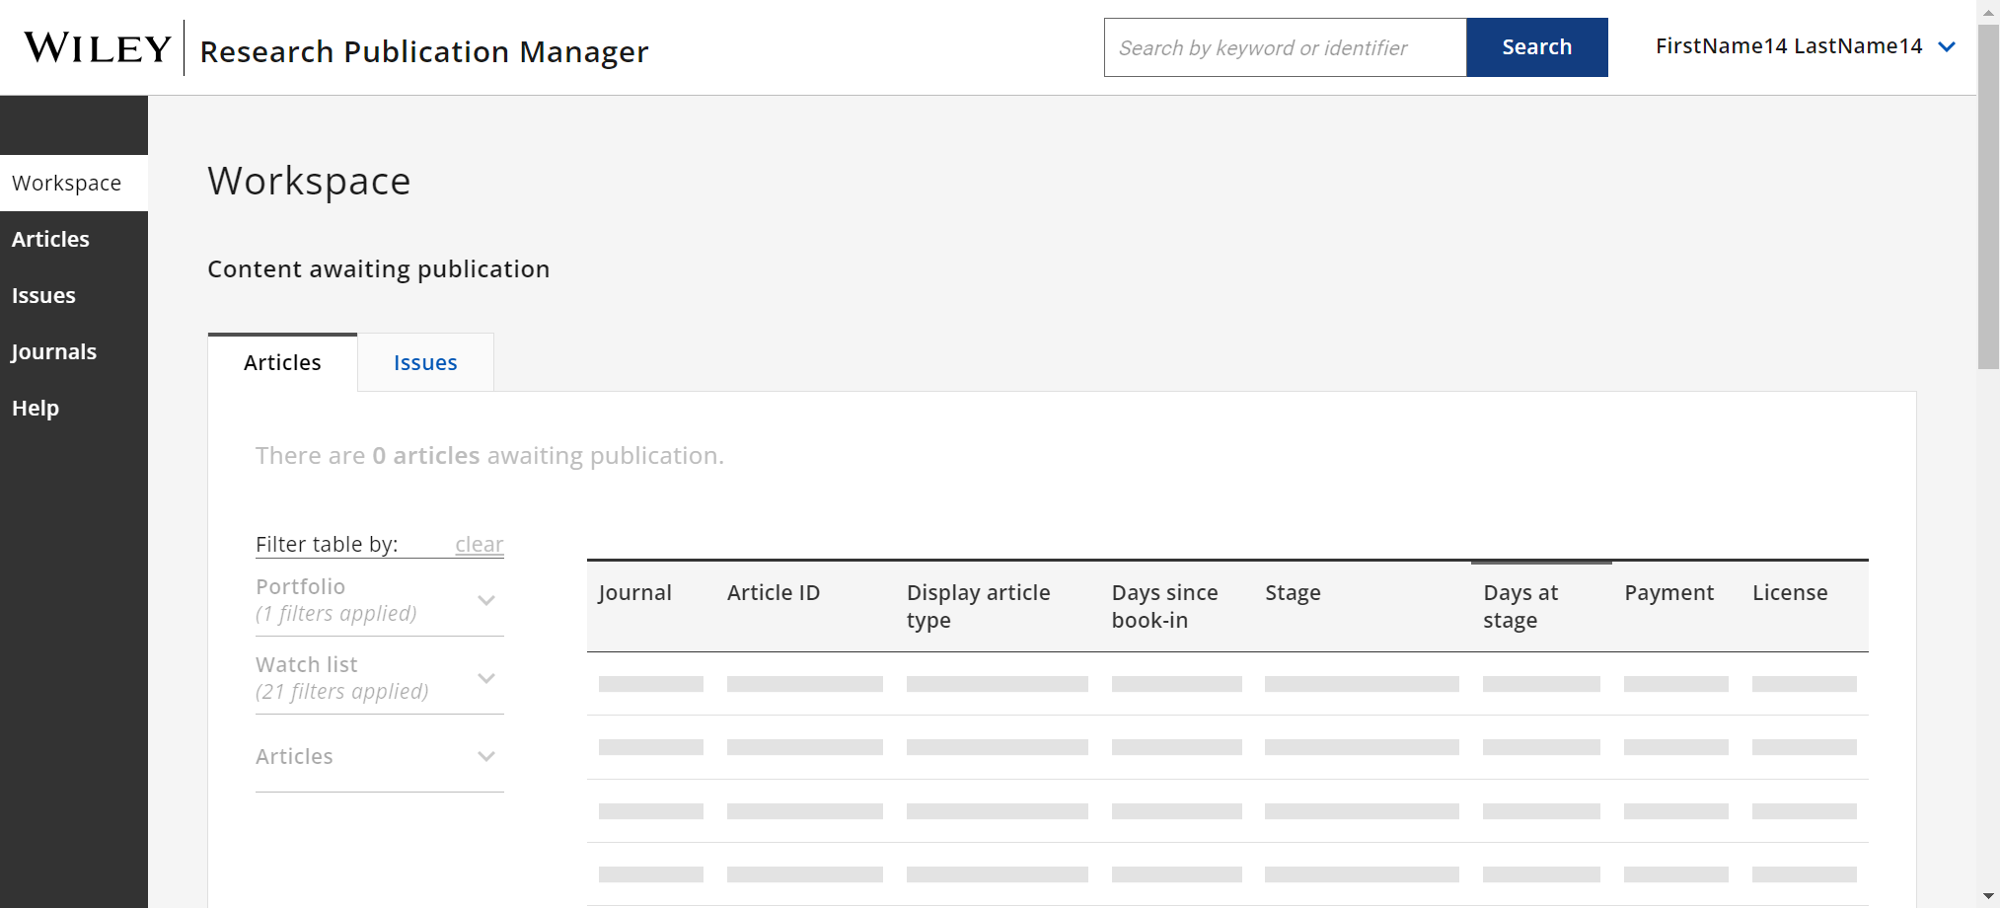 WILEY
Research Publication Manager
Search by keyword or identifier
Search
FirstName14 LastName14
Workspace
Articles
Issues
Journals
Help
Workspace
Content awaiting publication
Articles
Issues
There are 0 articles awaiting publication.
Filter table by:
clear
Portfolio
(1 filters applied)
Watch list
(21 filters applied)
Articles
Journal
Article ID
Display article
type
Days since
book-in
Stage
Days at
stage
Payment
License